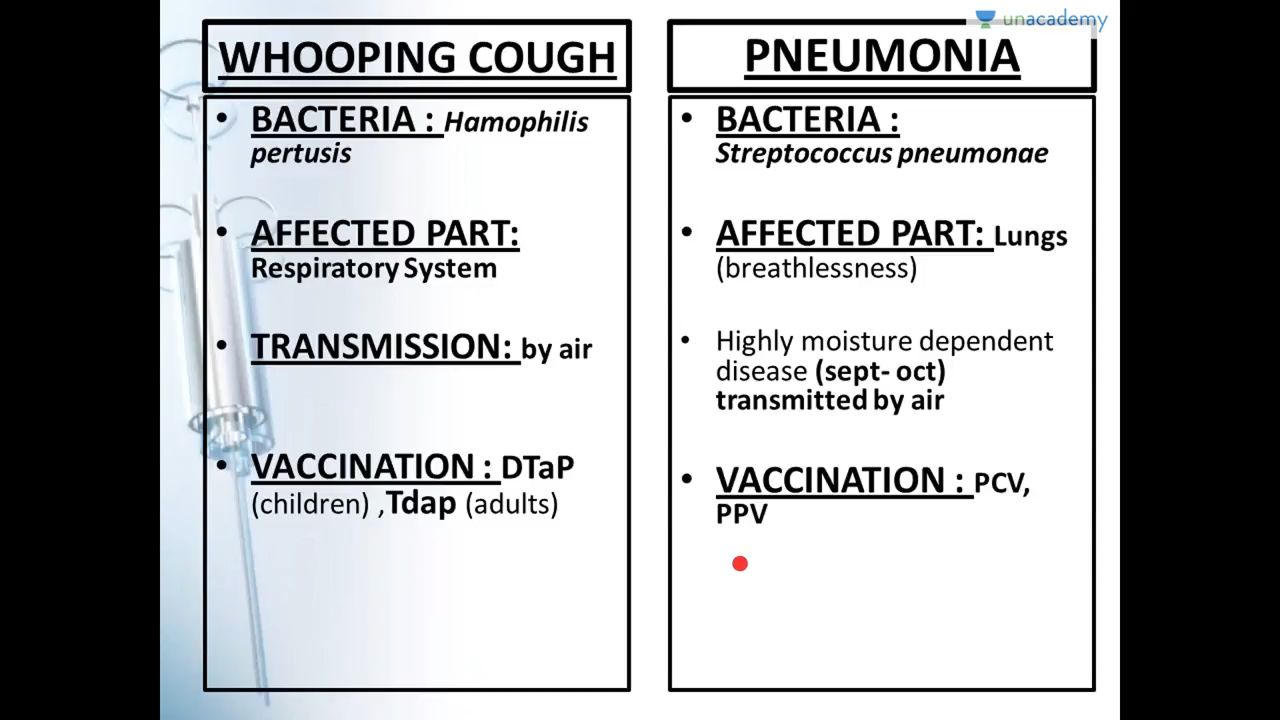 unacademy
WHOOPING COUGH
• BACTERIA : Hamophilis
pertusis
• AFFECTED PART:
Respiratory System
• TRANSMISSION: by air
• VACCINATION : DTaP
(children) ,Tdap (adults)
PNEUMONIA
• BACTERIA :
Streptococcus pneumonae
• AFFECTED PART: Lungs
(breathlessness)
• Highly moisture dependent
disease (sept- oct)
transmitted by air
• VACCINATION : PCV,
PPV